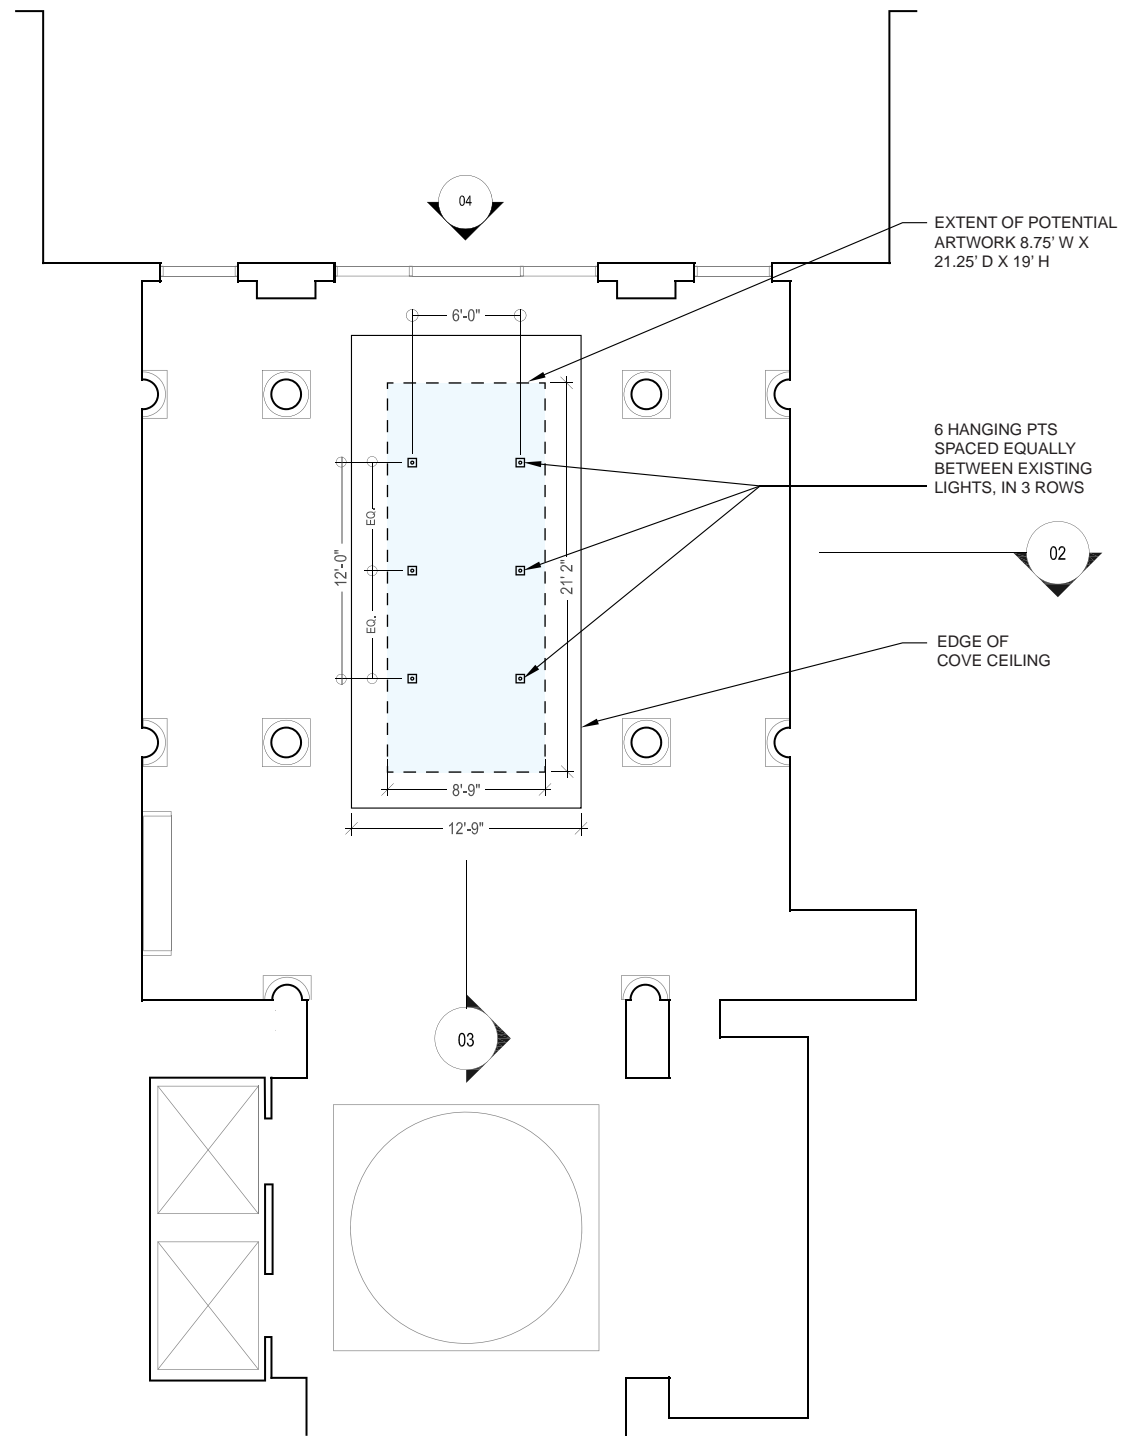 04
EXTENT OF POTENTIAL
ARTWORK 8.75’ W X
21.25’ D X 19’ H
6'-0"
6 HANGING PTS
SPACED EQUALLY
BETWEEN EXISTING
LIGHTS, IN 3 ROWS
EQ.
12'-0"
21' 2"
EQ.
02
EDGE OF
COVE CEILING
8'-9"
12'-9"
03